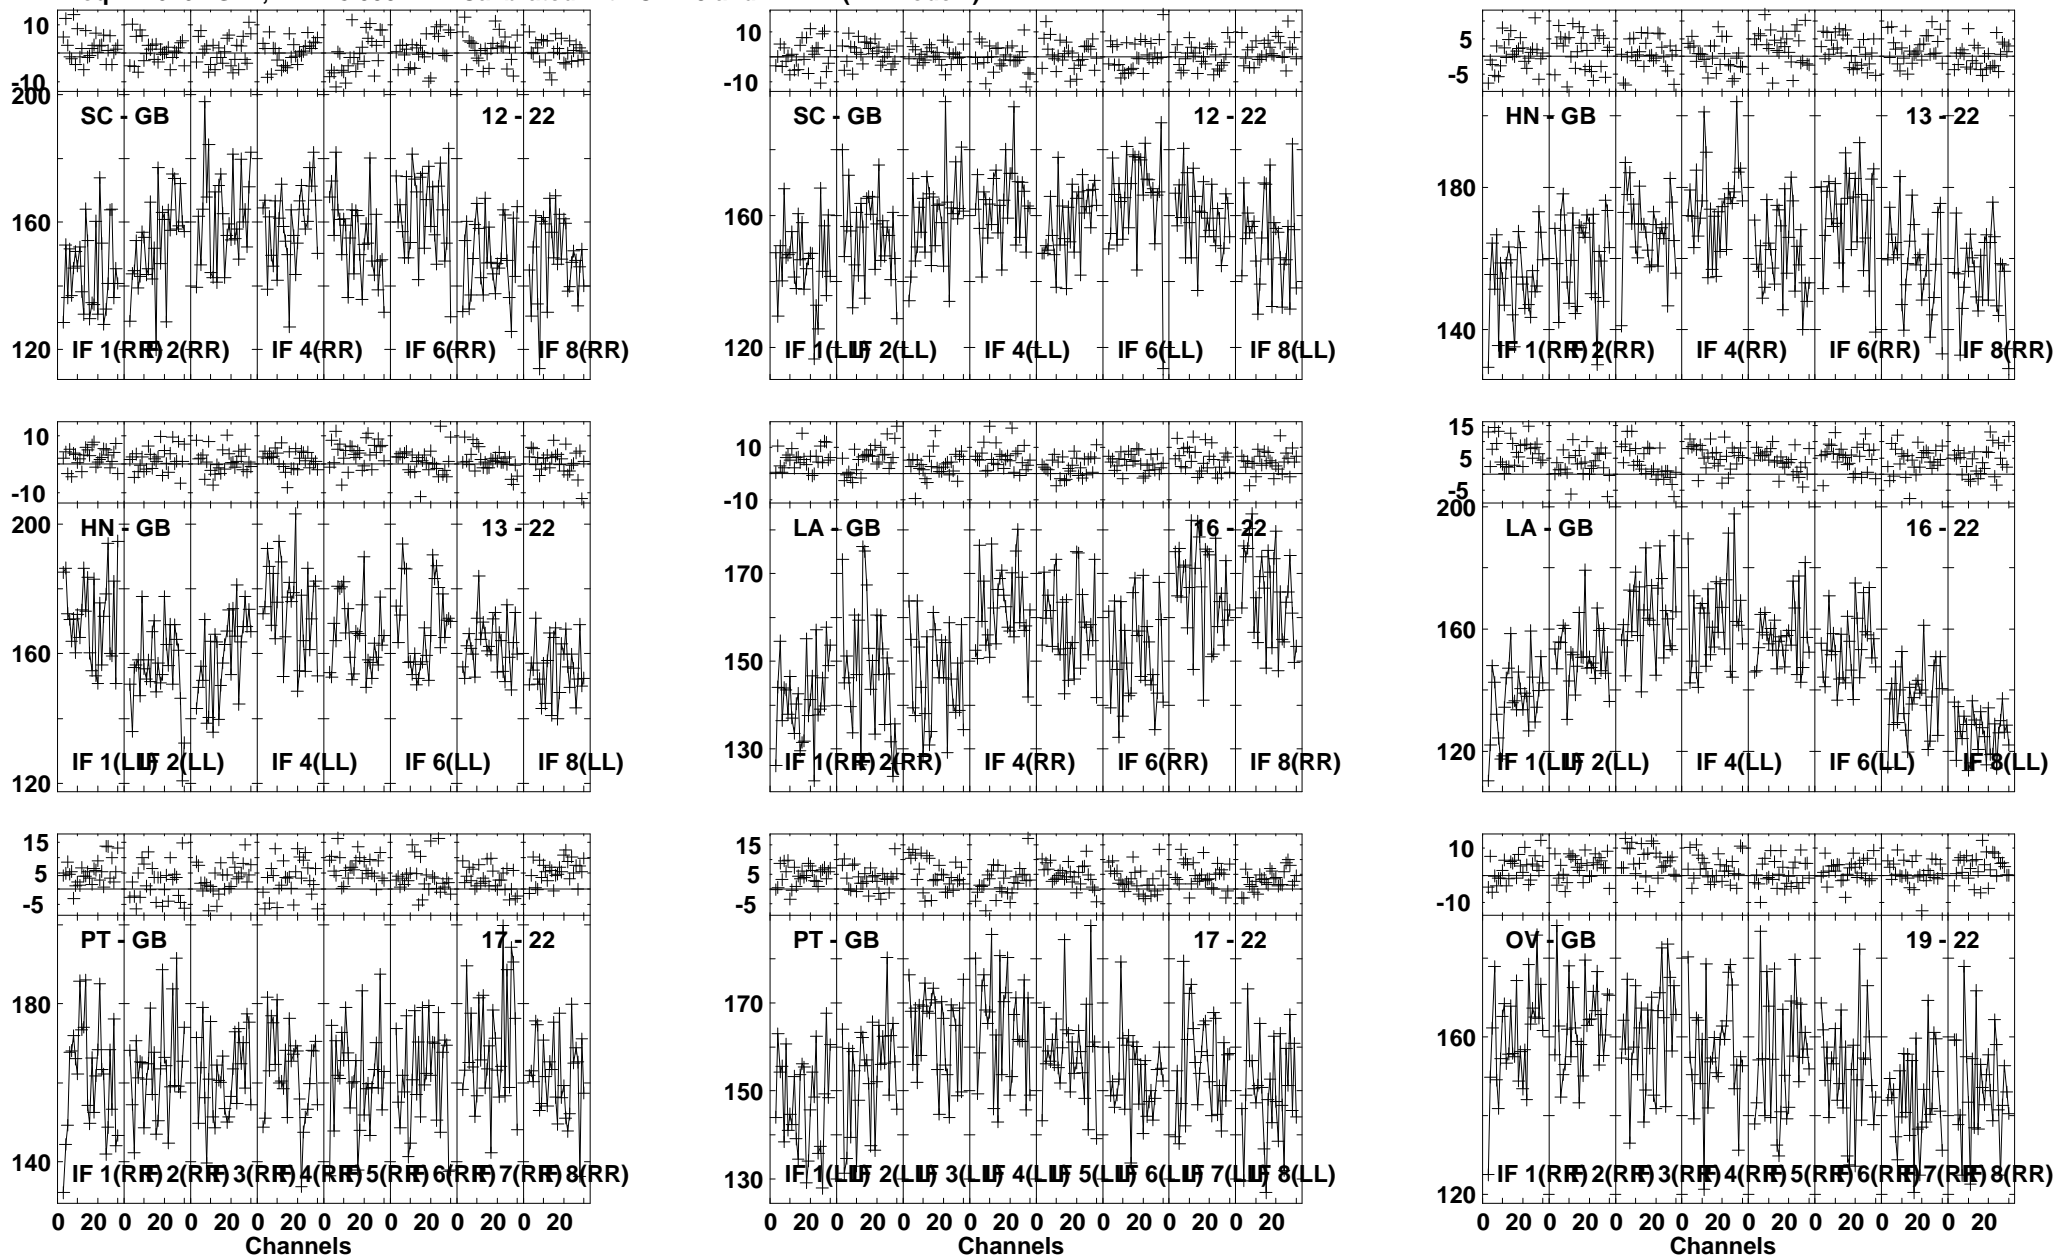 10
-10
200
SC - GB 12 - 22
160
120
IF 1(RR) IF 2(RR) IF 4(RR) IF 6(RR) IF 8(RR)
10
-10
SC - GB 12 - 22
160
120
IF 1(LL) IF 2(LL) IF 4(LL) IF 6(LL) IF 8(LL)
5
-5
HN - GB 13 - 22
180
140
IF 1(RR) IF 2(RR) IF 4(RR) IF 6(RR) IF 8(RR)
10
-10
200
HN - GB 13 - 22
160
120
IF 1(LL) IF 2(LL) IF 4(LL) IF 6(LL) IF 8(LL)
10
-10
LA - GB 16 - 22
170
150
130
IF 1(RR) IF 2(RR) IF 4(RR) IF 6(RR) IF 8(RR)
15
5
-5
200
LA - GB 16 - 22
160
120
IF 1(LL) IF 2(LL) IF 4(LL) IF 6(LL) IF 8(LL)
15
5
-5
PT - GB 17 - 22
180
140
IF 1(RR) IF 2(RR) IF 3(RR) IF 4(RR) IF 5(RR) IF 6(RR) IF 7(RR) IF 8(RR)
0 20 0 20 0 20 0 20 0 20 0 20 0 20 0 20
Channels
15
5
-5
PT - GB 17 - 22
170
150
130
IF 1(LL) IF 2(LL) IF 3(LL) IF 4(LL) IF 5(LL) IF 6(LL) IF 7(LL) IF 8(LL)
0 20 0 20 0 20 0 20 0 20 0 20 0 20 0 20
Channels
10
-10
OV - GB 19 - 22
160
120
IF 1(RR) IF 2(RR) IF 3(RR) IF 4(RR) IF 5(RR) IF 6(RR) IF 7(RR) IF 8(RR)
0 20 0 20 0 20 0 20 0 20 0 20 0 20 0 20
Channels